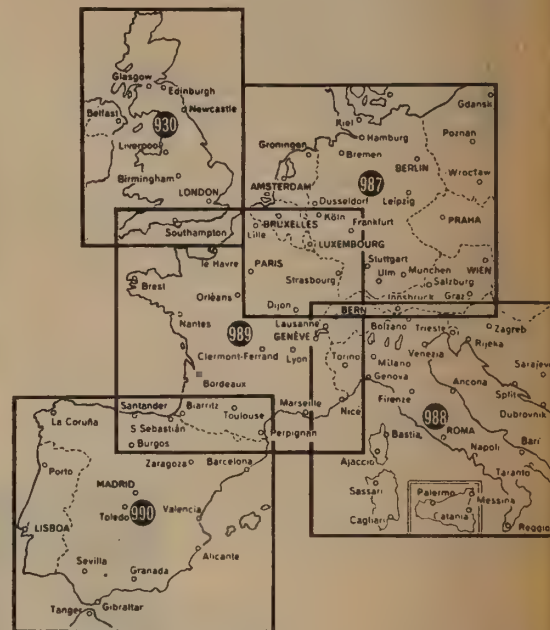 Glasgow
Edinburgh
Newcastle
Belfast
930
Liverpool
Birmingham
LONDON
Southampton
Gdansk
Kiel
Hamburg
Poznan
Groningen
Bremen
BERLIN
AMSTERDAM
987
Wrocław
Dusseldorf
Leipzig
BRUXELLES
Köln
Frankfurt
PRAHA
Lille
LUXEMBOURG
le Havre
PARIS
Stuttgart
Ulm
Munchen
WIEN
Strasbourg
Salzburg
Brest
Orléans
Innsbruck
Graz
Dijon
BERN
Nantes
989
Lausanne
GENÈVE
Bolzano
Trieste
Zagreb
Rijeka
Venezia
Clermont-Ferrand
Lyon
Torino
Milano
Sarajevo
Bordeaux
Genova
Ancona
Split
Firenze
Santander
Biarritz
Toulouse
Marseille
Nice
Dubrovnik
La Coruña
S Sebastián
Perpignan
988
Bastia
ROMA
Bari
Burgos
Napoli
Zaragoza
Barcelona
Ajaccio
Taranto
Porto
MADRID
Sassari
Palermo
Messina
Toledo
990
Valencia
Catania
LISBOA
Cagliari
Reggio
Alicante
Sevilla
Granada
Gibraltar
Tanger